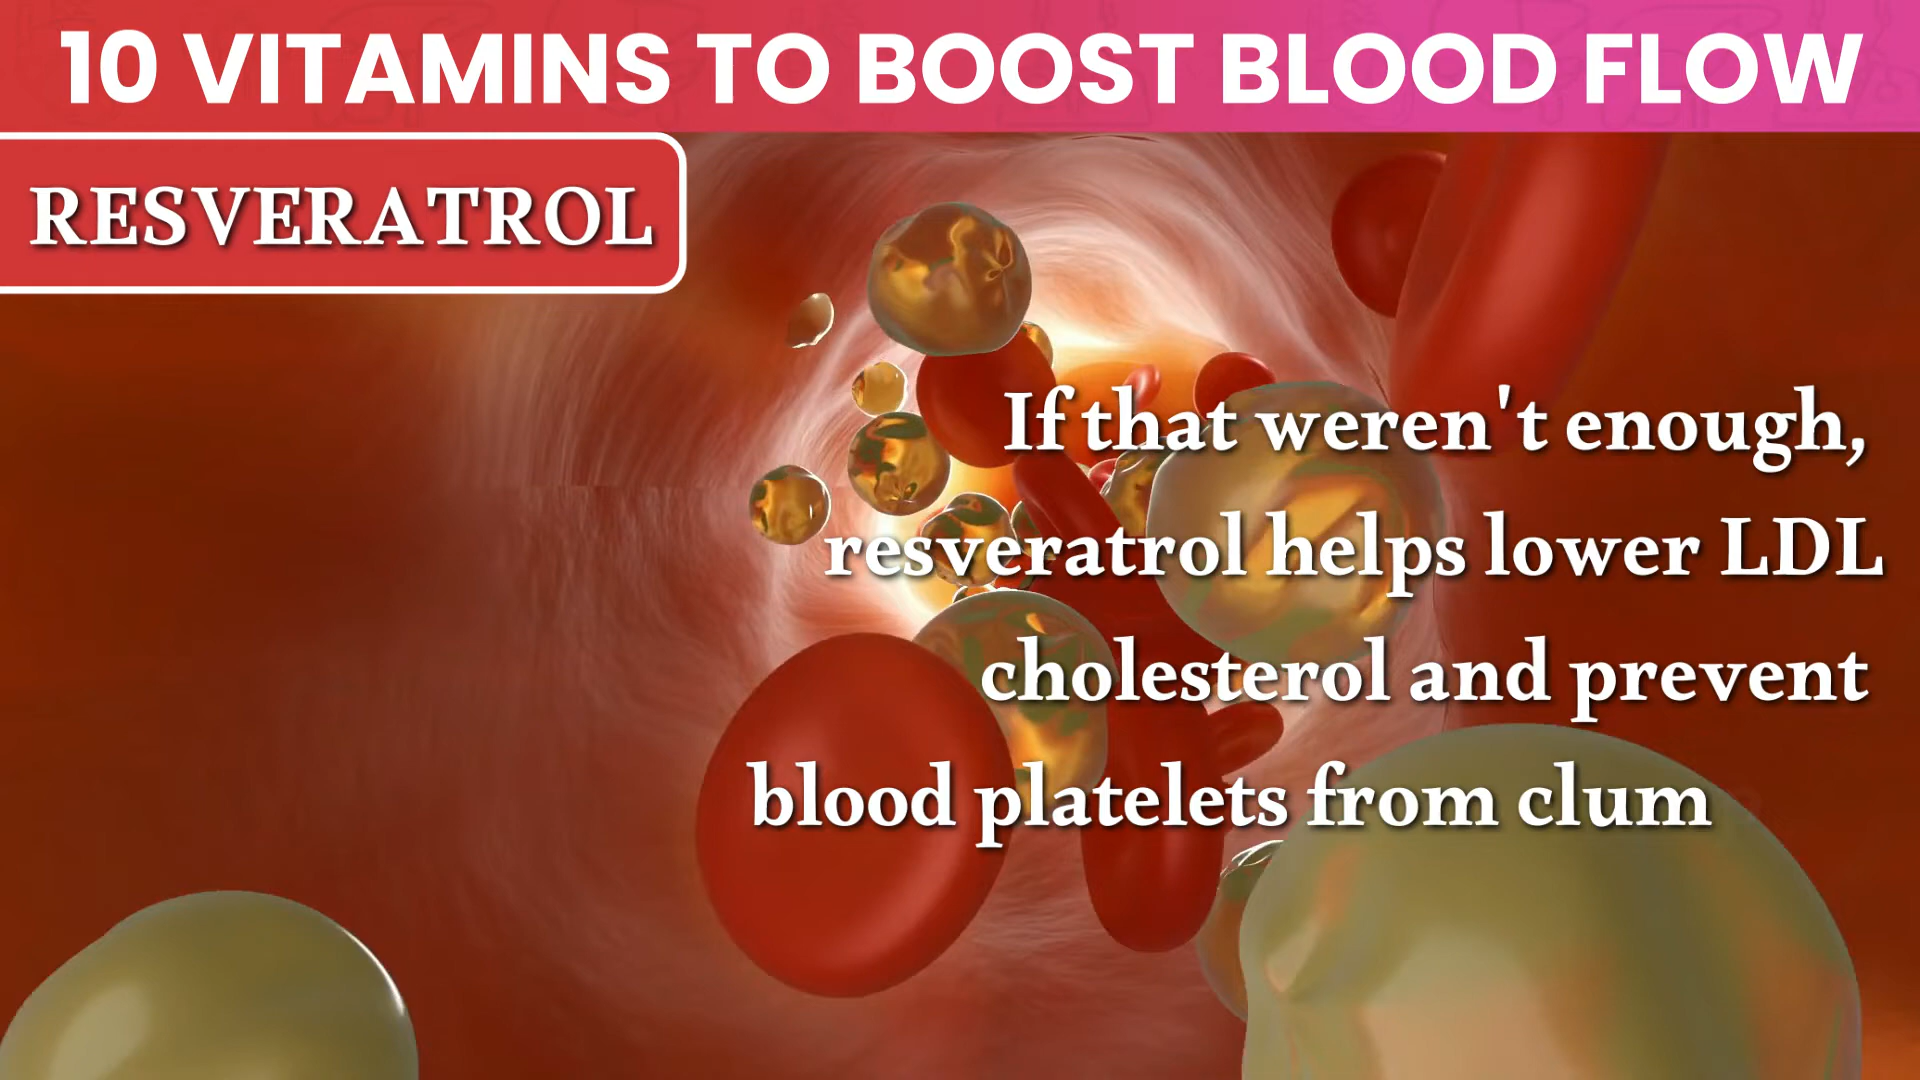 10 VITAMINS TO BOOST BLOOD FLOW
RESVERATROL
If that weren't enough,
resveratrol helps lower LDL
cholesterol and prevent
blood platelets from clum